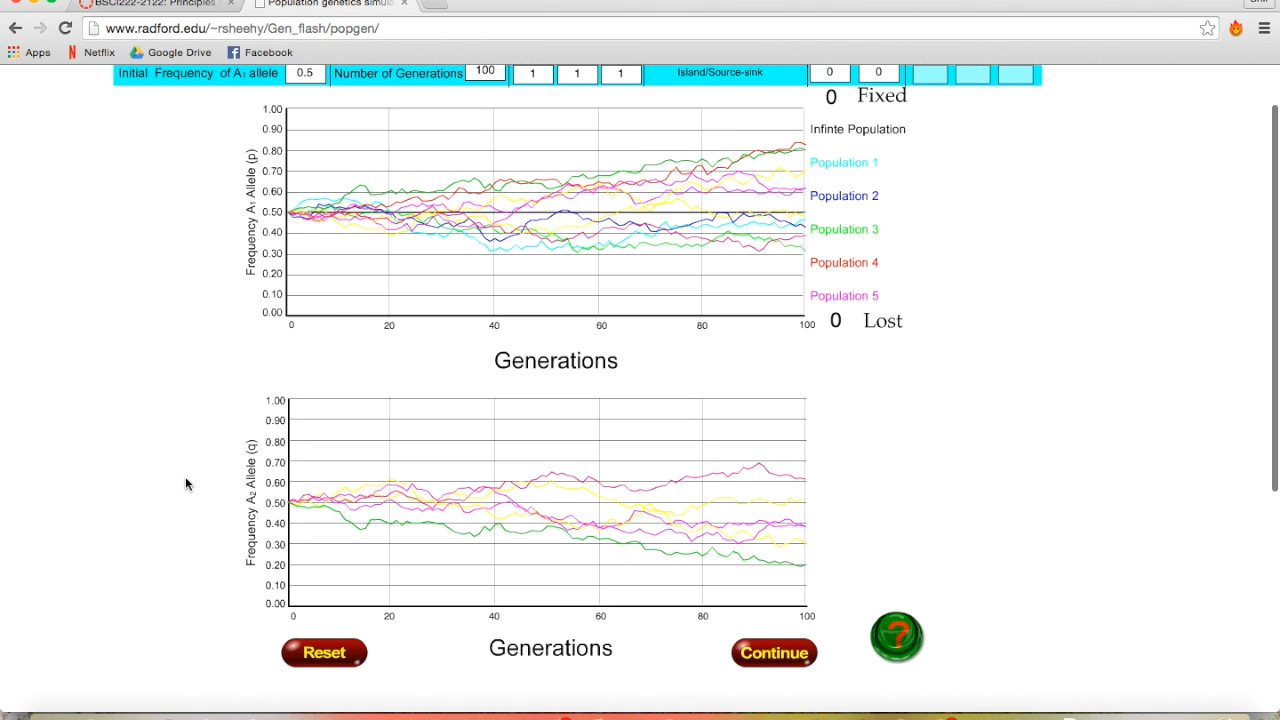 BSCI222-2122: Principles
Population genetics simul
www.radford.edu/~rsheehy/Gen_flash/popgen/
Apps Netflix Google Drive Facebook
Initial Frequency of A1 allele 0.5 Number of Generations 100 1 1 1 Island/Source-sink 0 0
0 Fixed
1.00
0.90
0.80
0.70
0.60
0.50
0.40
0.30
0.20
0.10
0.00
Frequency A1 Allele (p)
0 20 40 60 80 100
Generations
Infinte Population
Population 1
Population 2
Population 3
Population 4
Population 5
0 Lost
1.00
0.90
0.80
0.70
0.60
0.50
0.40
0.30
0.20
0.10
0.00
Frequency A2 Allele (q)
0 20 40 60 80 100
Generations
Reset
Continue
?